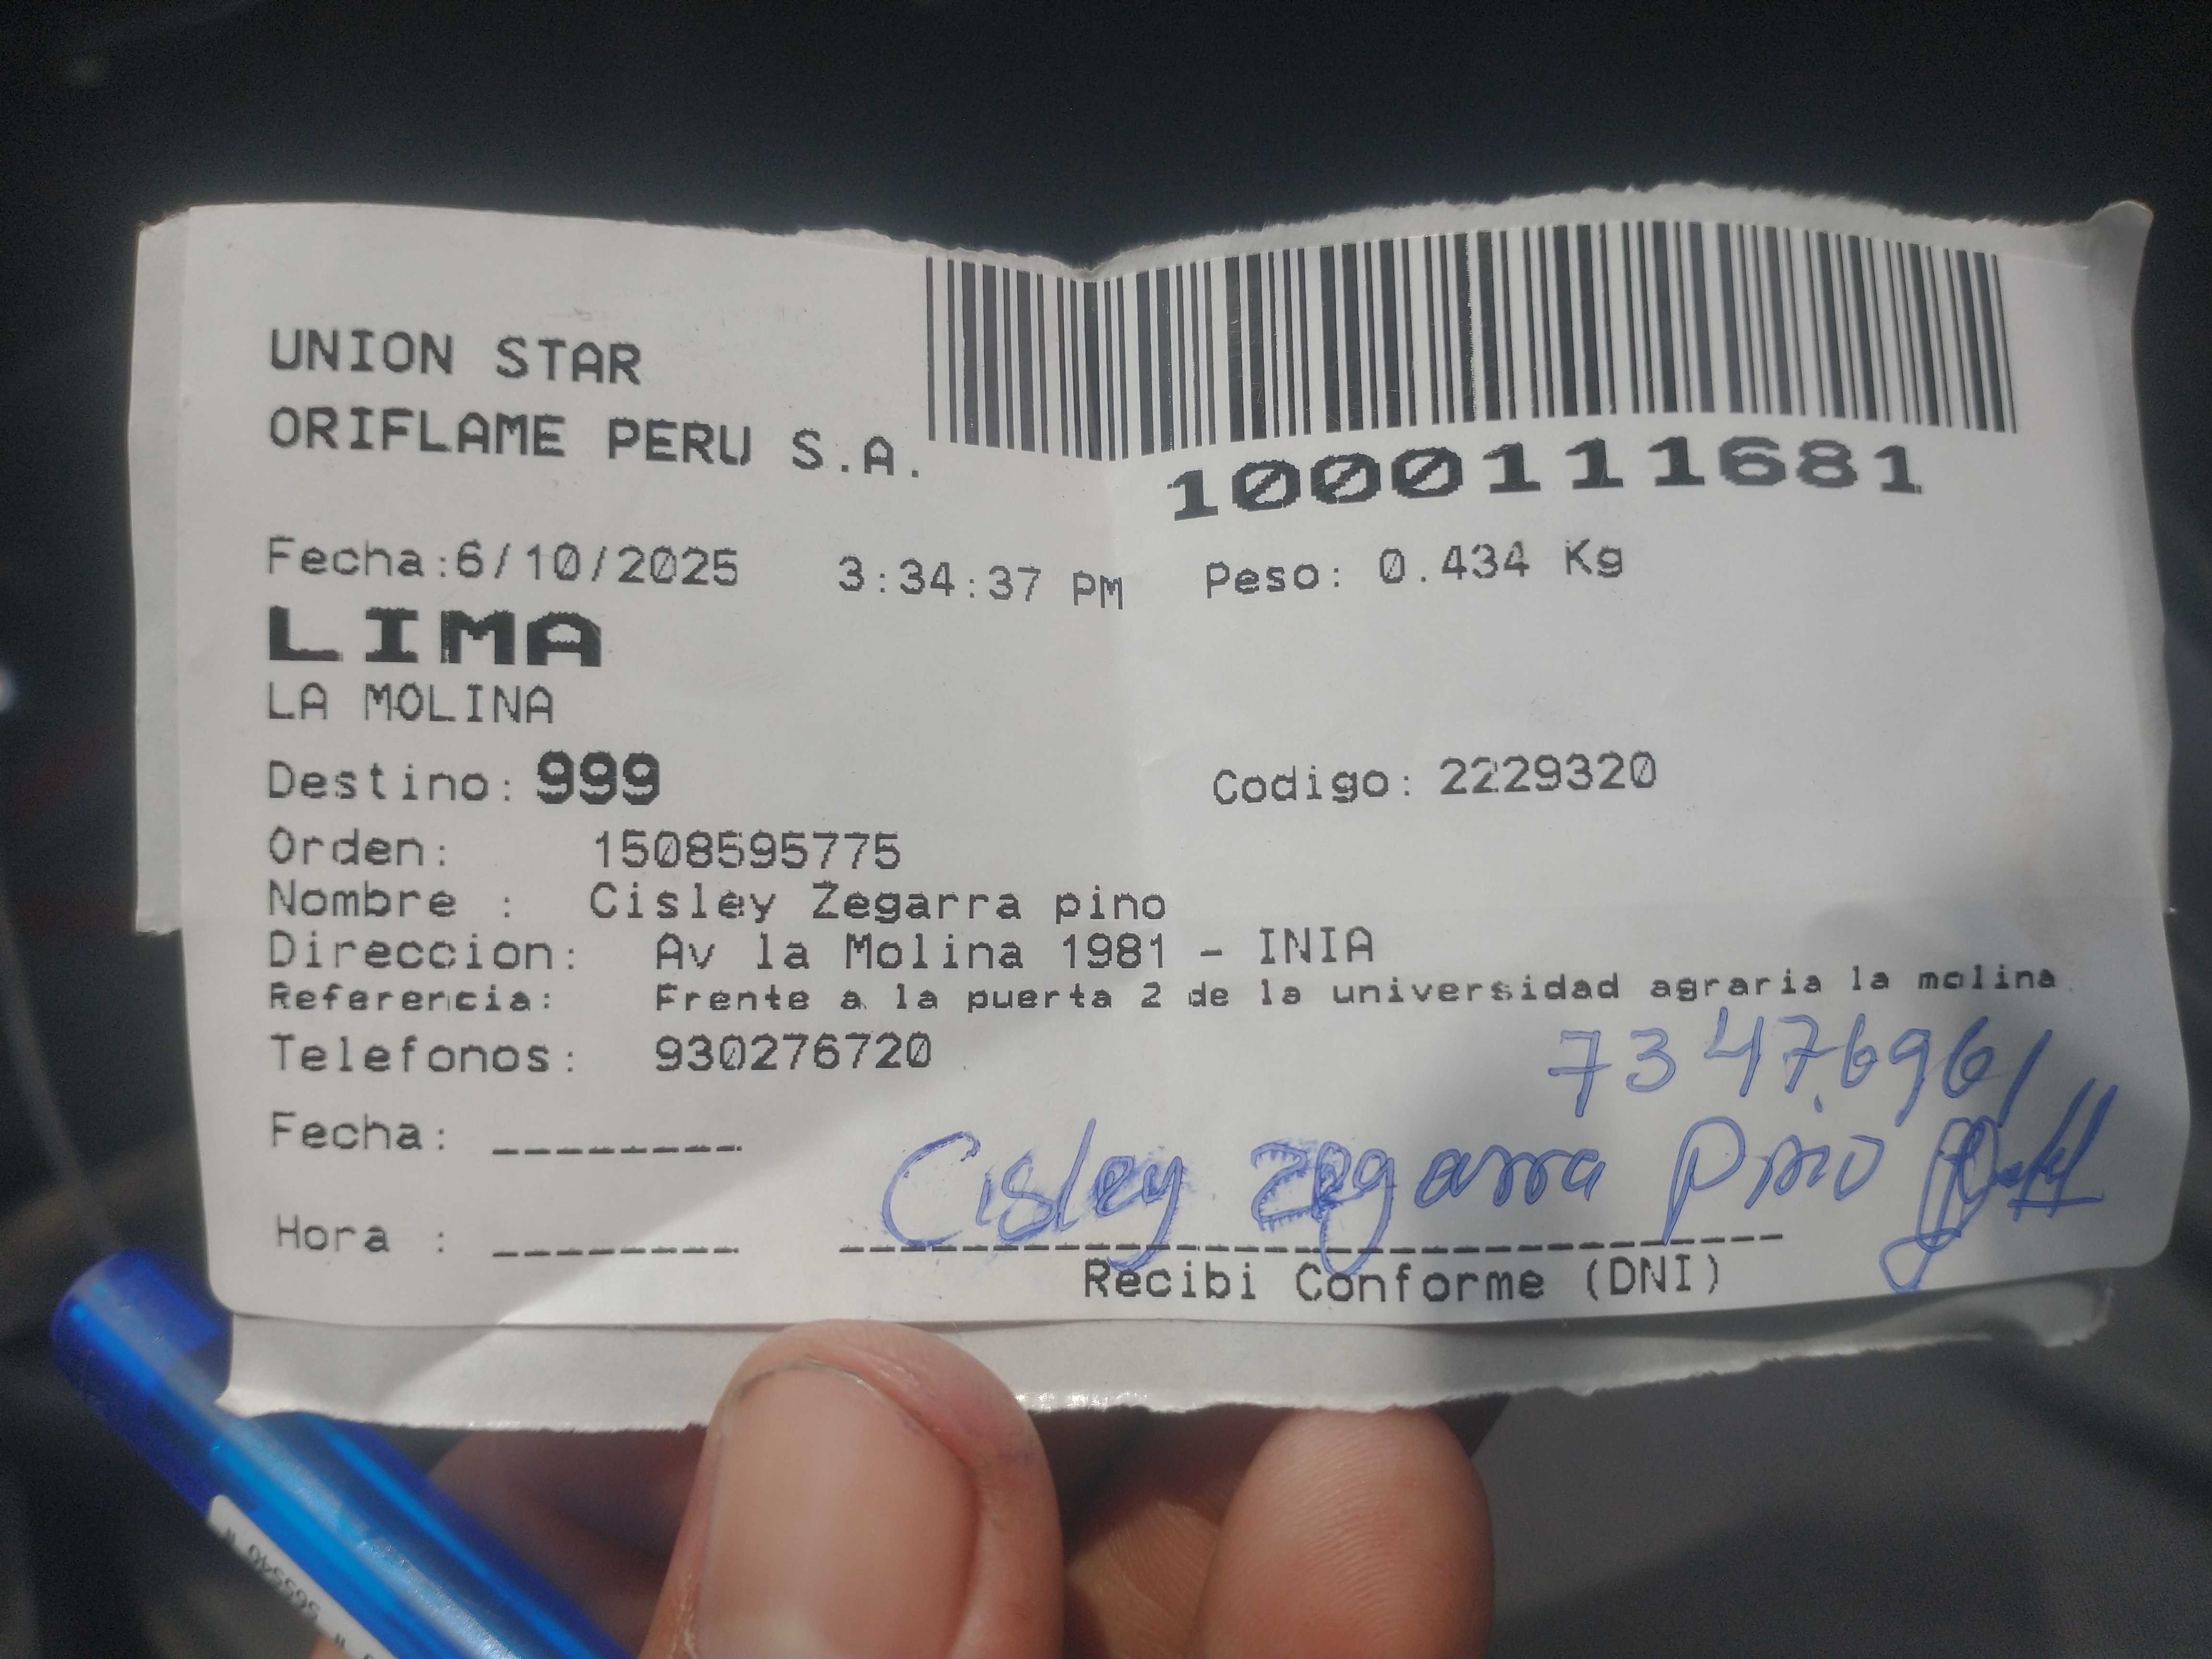 UNION STAR
ORIFLAME PERU S.A.
1000111681
Fecha:6/10/2025 3:34:37 PM Peso: 0.434 Kg
LIMA
LA MOLINA
Destino: 999 Codigo: 2229320
Orden: 1508595775
Nombre : Cisley Zegarra pino
Direccion: Av la Molina 1981 - INIA
Referencia: Frente a la puerta 2 de la universidad agraria la molina.
Telefonos: 930276720
73476961
Fecha: --------
Cisley Zegarra Pino
Hora : --------
Recibi Conforme (DNI)
565540